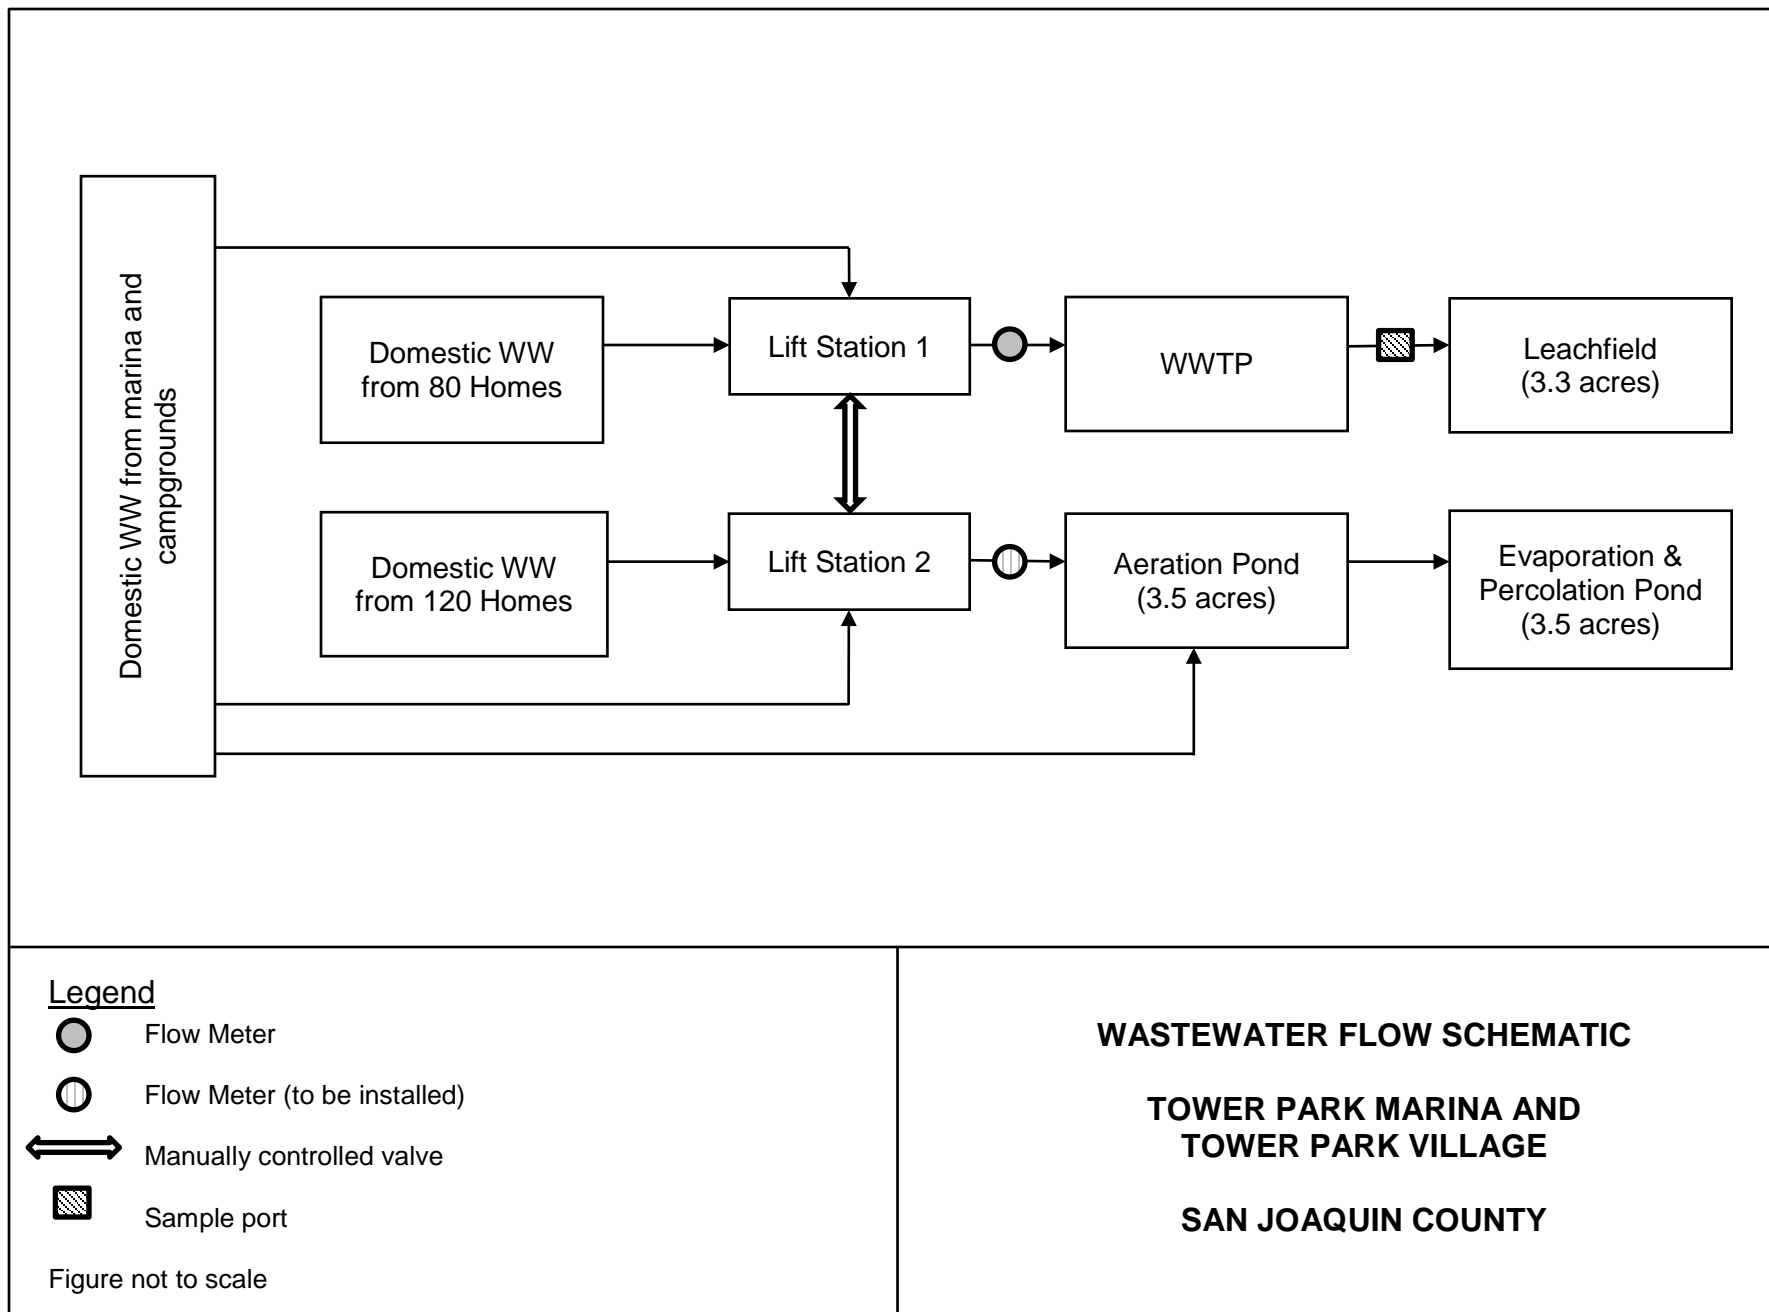 Domestic WW from marina and
campgrounds
Domestic WW
from 80 Homes
Lift Station 1
WWTP
Leachfield
(3.3 acres)
Domestic WW
from 120 Homes
Lift Station 2
Aeration Pond
(3.5 acres)
Evaporation &
Percolation Pond
(3.5 acres)
Legend
Flow Meter
Flow Meter (to be installed)
Manually controlled valve
Sample port
Figure not to scale
WASTEWATER FLOW SCHEMATIC
TOWER PARK MARINA AND
TOWER PARK VILLAGE
SAN JOAQUIN COUNTY